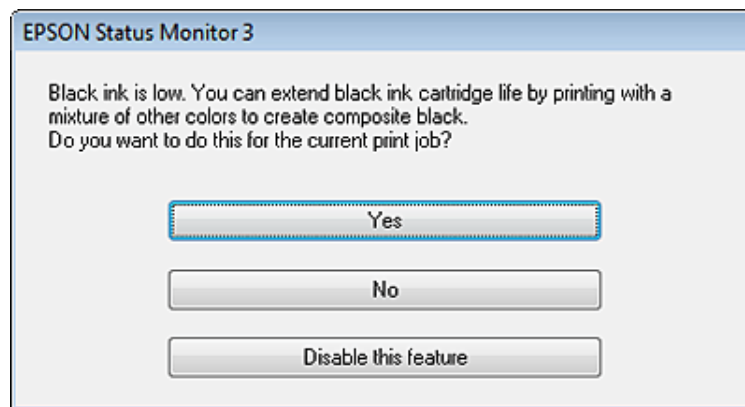 EPSON Status Monitor 3
Black ink is low. You can extend black ink cartridge life by printing with a
mixture of other colors to create composite black.
Do you want to do this for the current print job?
Yes
No
Disable this feature